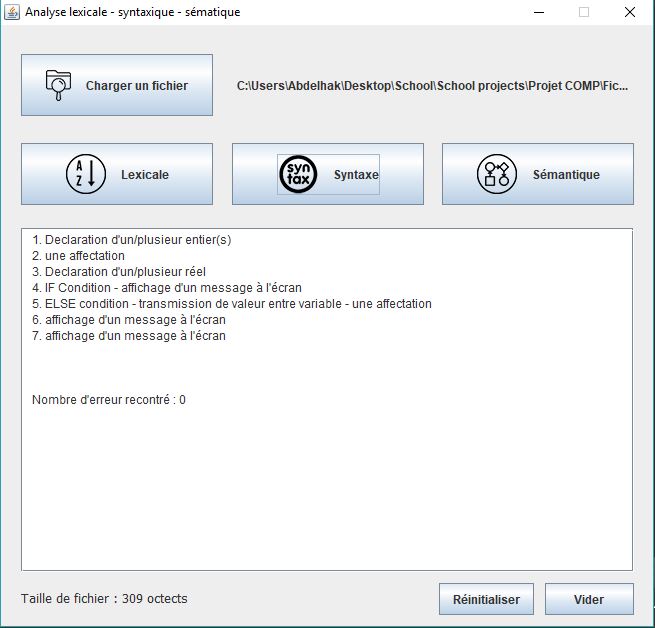 Analyse lexicale - syntaxique - sématique
Charger un fichier
C:\Users\Abdelhak\Desktop\School\School projects\Projet COMP\Fic...
A Z
Lexicale
syn
tax
Syntaxe
Sémantique
1. Declaration d'un/plusieur entier(s)
2. une affectation
3. Declaration d'un/plusieur réel
4. IF Condition - affichage d'un message à l'écran
5. ELSE condition - transmission de valeur entre variable - une affectation
6. affichage d'un message à l'écran
7. affichage d'un message à l'écran
Nombre d'erreur recontré : 0
Taille de fichier : 309 octects
Réinitialiser
Vider